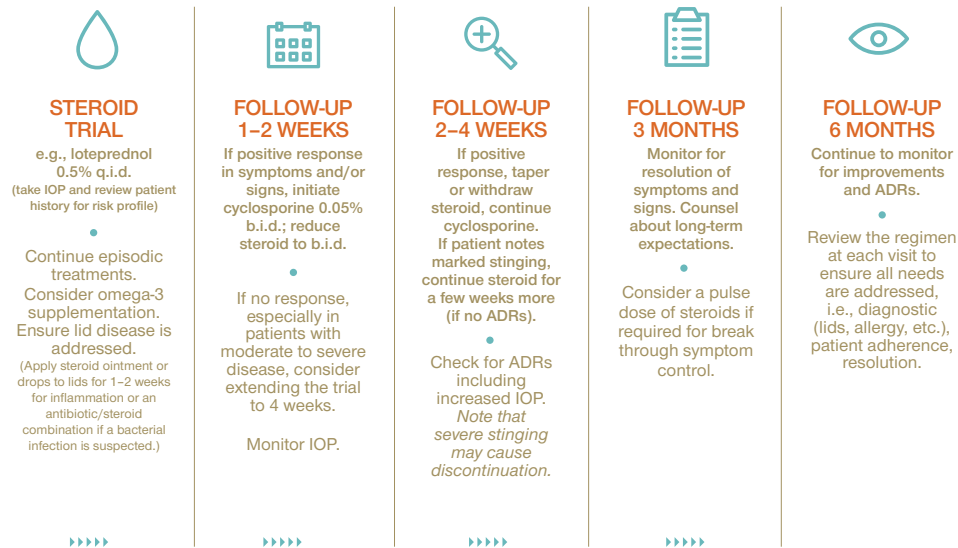 STEROID
TRIAL
e.g., loteprednol
0.5% q.i.d.
(take IOP and review patient
history for risk profile)
Continue episodic
treatments.
Consider omega-3
supplementation.
Ensure lid disease is
addressed.
(Apply steroid ointment or
drops to lids for 1–2 weeks
for inflammation or an
antibiotic/steroid
combination if a bacterial
infection is suspected.)
FOLLOW-UP
1–2 WEEKS
If positive response
in symptoms and/or
signs, initiate
cyclosporine 0.05%
b.i.d.; reduce
steroid to b.i.d.
If no response,
especially in
patients with
moderate to severe
disease, consider
extending the trial
to 4 weeks.
Monitor IOP.
FOLLOW-UP
2–4 WEEKS
If positive
response, taper
or withdraw
steroid, continue
cyclosporine.
If patient notes
marked stinging,
continue steroid for
a few weeks more
(if no ADRs).
Check for ADRs
including
increased IOP.
Note that
severe stinging
may cause
discontinuation.
FOLLOW-UP
3 MONTHS
Monitor for
resolution of
symptoms and
signs. Counsel
about long-term
expectations.
Consider a pulse
dose of steroids if
required for break
through symptom
control.
FOLLOW-UP
6 MONTHS
Continue to monitor
for improvements
and ADRs.
Review the regimen
at each visit to
ensure all needs
are addressed,
i.e., diagnostic
(lids, allergy, etc.),
patient adherence,
resolution.